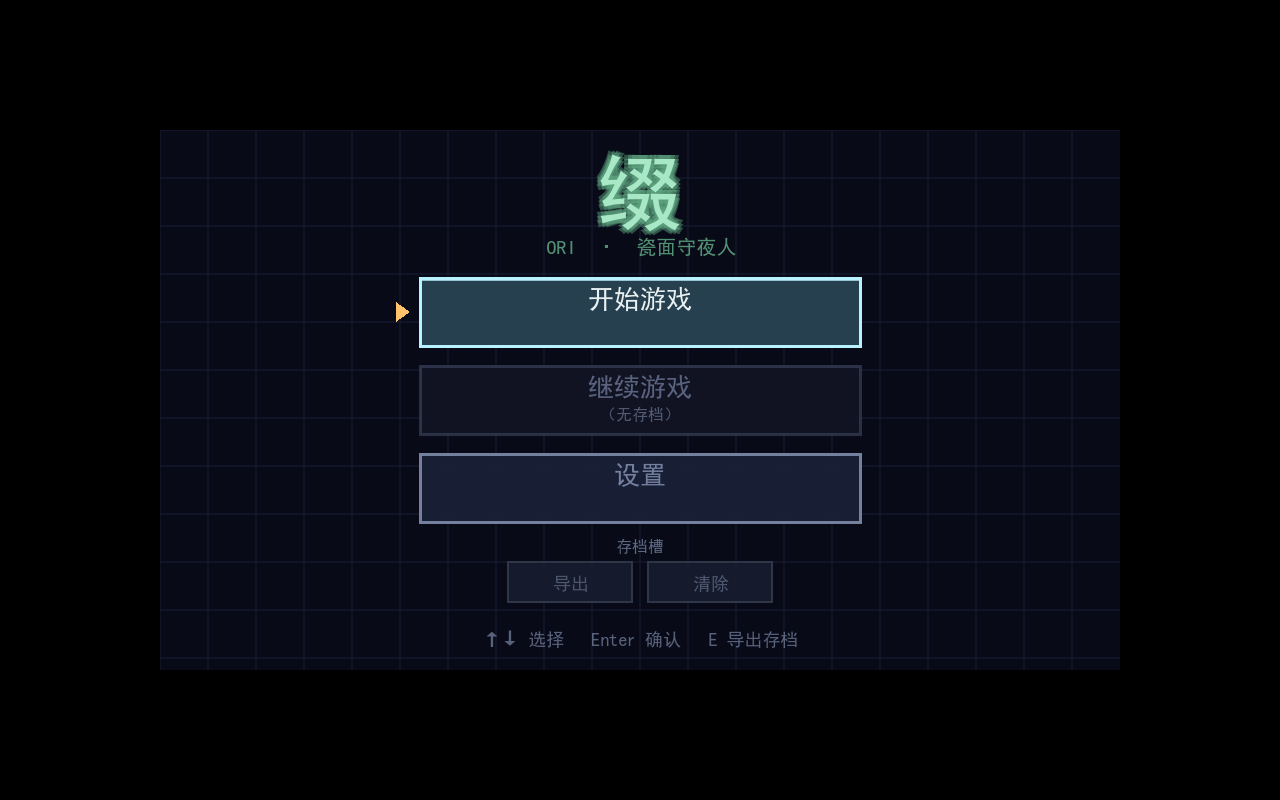 缀
ORI · 瓷面守夜人
开始游戏
继续游戏
（无存档）
设置
存档槽
导出 清除
↑↓ 选择 Enter 确认 E 导出存档